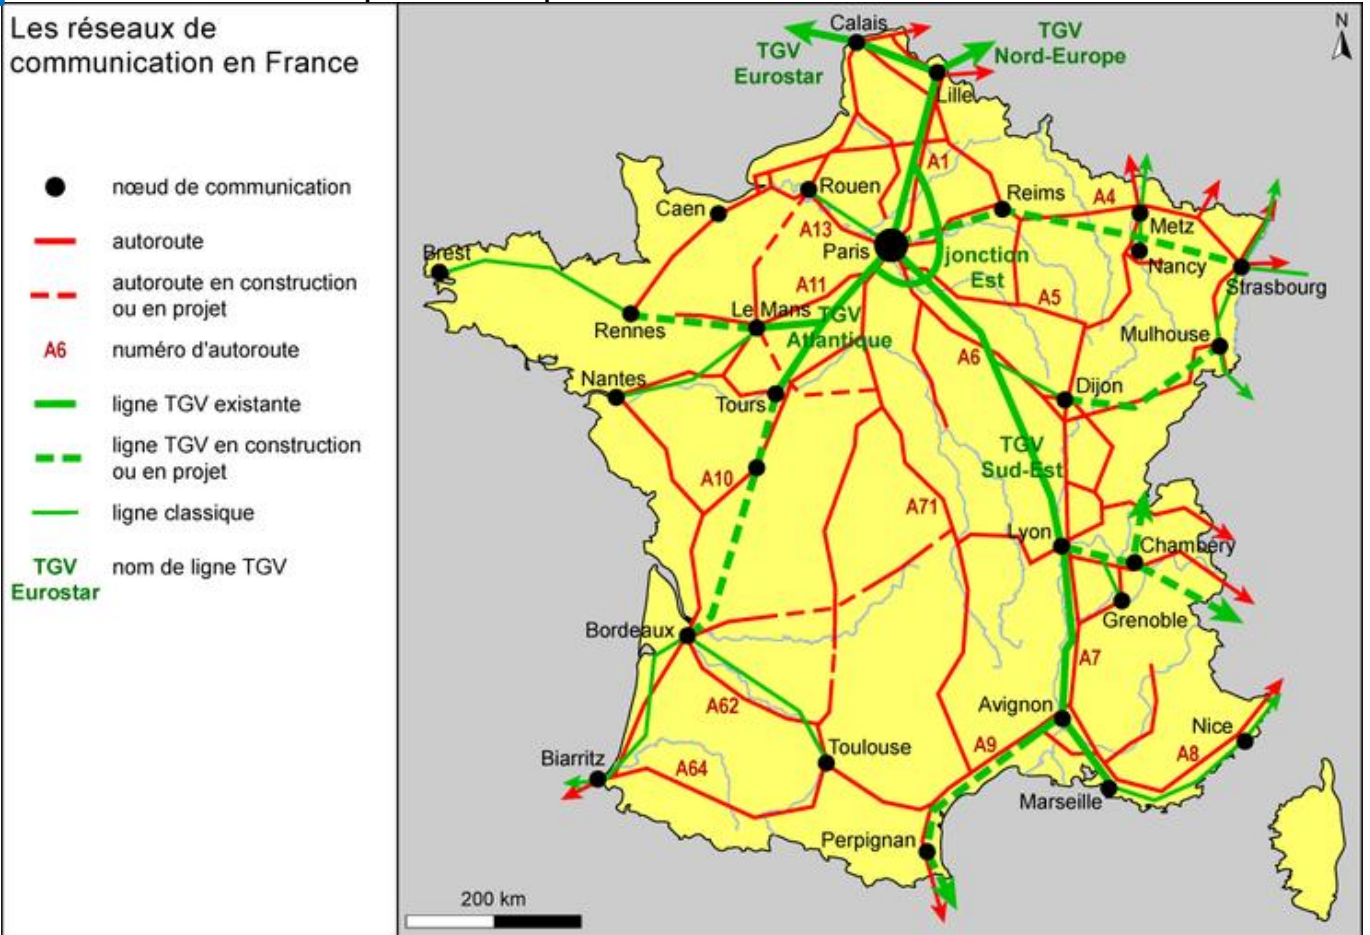 Les réseaux de
communication en France
nœud de communication
autoroute
autoroute en construction
ou en projet
A6
numéro d'autoroute
ligne TGV existante
ligne TGV en construction
ou en projet
ligne classique
TGV
Eurostar
nom de ligne TGV
Calais
TGV
Eurostar
TGV
Nord-Europe
N
Lille
A1
Rouen
Reims
A4
Caen
A13
Metz
Paris
Brest
jonction
Est
Nancy
Strasbourg
A11
A5
Rennes
Le Mans
TGV
Atlantique
Mulhouse
A6
Nantes
Tours
Dijon
TGV
Sud-Est
A10
A71
Lyon
Chambéry
Grenoble
Bordeaux
A7
A62
Avignon
Nice
Biarritz
A64
Toulouse
A9
A8
Marseille
Perpignan
200 km